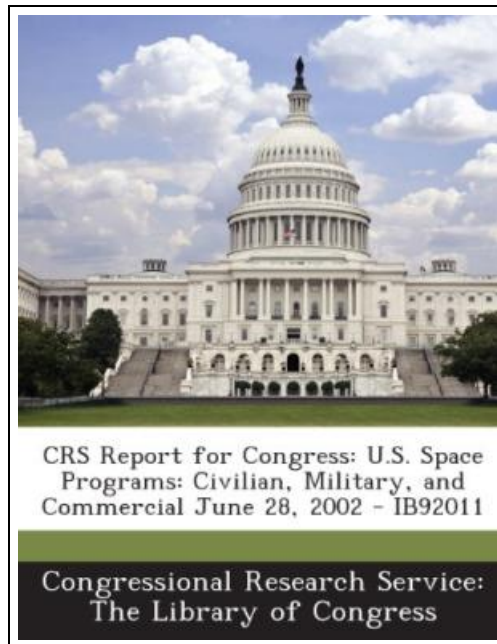 CRS Report for Congress: U.S. Space
Programs: Civilian, Military, and
Commercial June 28, 2002 - IB92011
Congressional Research Service:
The Library of Congress